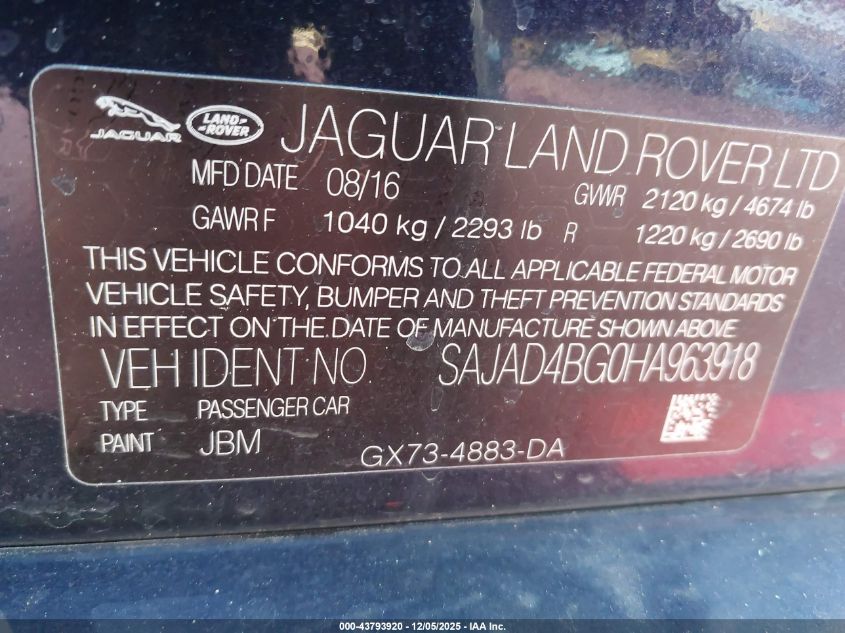 JAGUAR LAND-ROVER JAGUAR LAND ROVER LTD
MFD DATE 08/16 GVWR 2120 kg / 4674 lb
GAWR F 1040 kg / 2293 lb R 1220 kg / 2690 lb
THIS VEHICLE CONFORMS TO ALL APPLICABLE FEDERAL MOTOR
VEHICLE SAFETY, BUMPER AND THEFT PREVENTION STANDARDS
IN EFFECT ON THE DATE OF MANUFACTURE SHOWN ABOVE
VEH IDENT NO. SAJAD4BG0HA963918
TYPE PASSENGER CAR
PAINT JBM
GX73-4883-DA
000-43793920 - 12/05/2025 - IAA Inc.